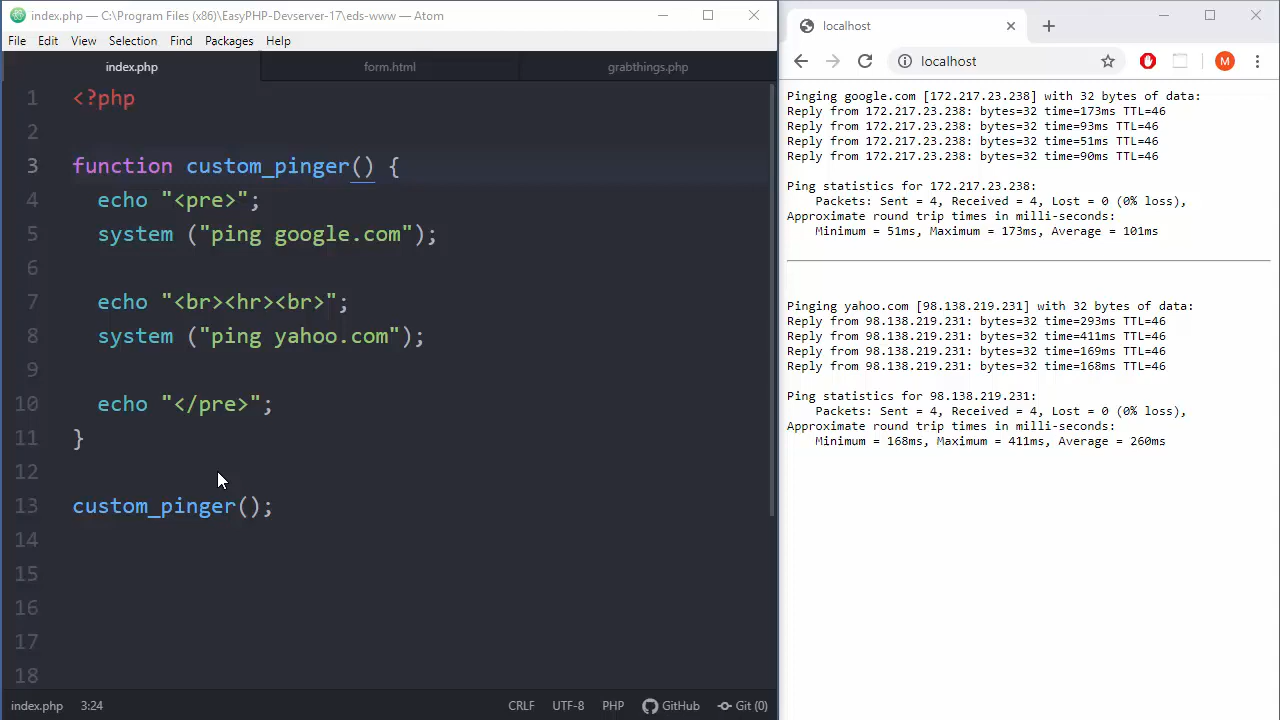 index.php — C:\Program Files (x86)\EasyPHP-Devserver-17\eds-www — Atom
File Edit View Selection Find Packages Help
index.php form.html grabthings.php
1 <?php
2
3 function custom_pinger() {
4 echo "<pre>";
5 system ("ping google.com");
6
7 echo "<br><hr><br>";
8 system ("ping yahoo.com");
9
10 echo "</pre>";
11 }
12
13 custom_pinger();
14
15
16
17
18
index.php 3:24 CRLF UTF-8 PHP GitHub Git (0)
localhost
localhost M
Pinging google.com [172.217.23.238] with 32 bytes of data:
Reply from 172.217.23.238: bytes=32 time=173ms TTL=46
Reply from 172.217.23.238: bytes=32 time=93ms TTL=46
Reply from 172.217.23.238: bytes=32 time=51ms TTL=46
Reply from 172.217.23.238: bytes=32 time=90ms TTL=46
Ping statistics for 172.217.23.238:
Packets: Sent = 4, Received = 4, Lost = 0 (0% loss),
Approximate round trip times in milli-seconds:
Minimum = 51ms, Maximum = 173ms, Average = 101ms
Pinging yahoo.com [98.138.219.231] with 32 bytes of data:
Reply from 98.138.219.231: bytes=32 time=293ms TTL=46
Reply from 98.138.219.231: bytes=32 time=411ms TTL=46
Reply from 98.138.219.231: bytes=32 time=169ms TTL=46
Reply from 98.138.219.231: bytes=32 time=168ms TTL=46
Ping statistics for 98.138.219.231:
Packets: Sent = 4, Received = 4, Lost = 0 (0% loss),
Approximate round trip times in milli-seconds:
Minimum = 168ms, Maximum = 411ms, Average = 260ms